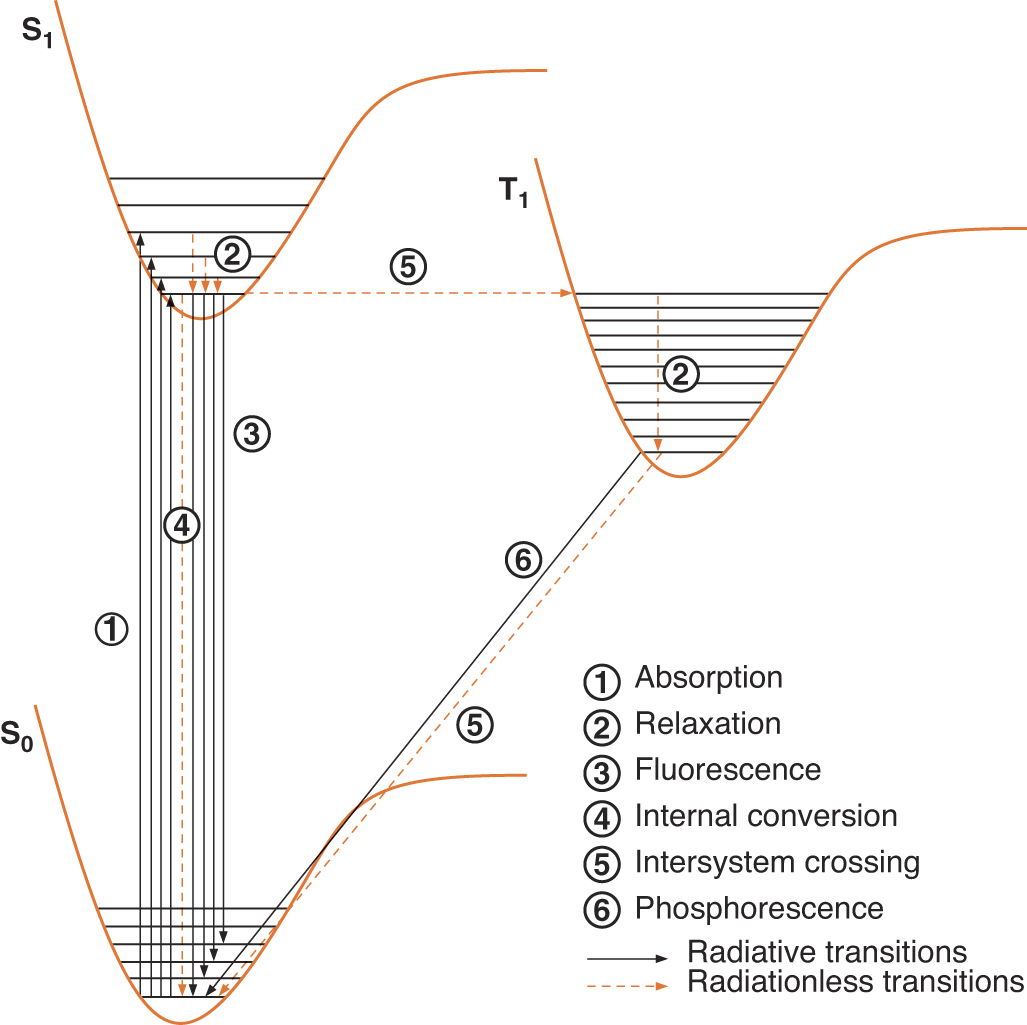 S1
T1
2
5
2
3
4
6
1
5
S0
1 Absorption
2 Relaxation
3 Fluorescence
4 Internal conversion
5 Intersystem crossing
6 Phosphorescence
Radiative transitions
Radiationless transitions